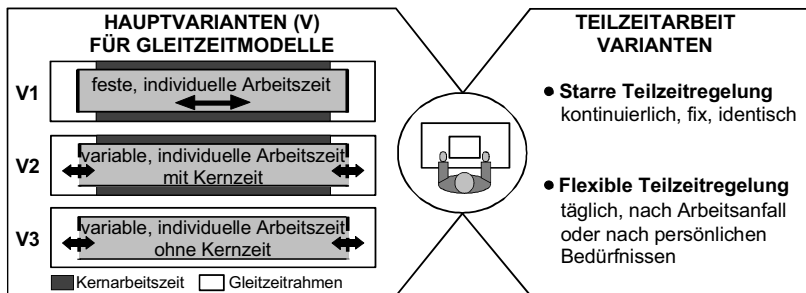 HAUPTVARIANTEN (V)
FÜR GLEITZEITMODELLE
V1
feste, individuelle Arbeitszeit
V2
variable, individuelle Arbeitszeit
mit Kernzeit
V3
variable, individuelle Arbeitszeit
ohne Kernzeit
Kernarbeitszeit
Gleitzeitrahmen
TEILZEITARBEIT
VARIANTEN
• Starre Teilzeitregelung
kontinuierlich, fix, identisch
• Flexible Teilzeitregelung
täglich, nach Arbeitsanfall
oder nach persönlichen
Bedürfnissen